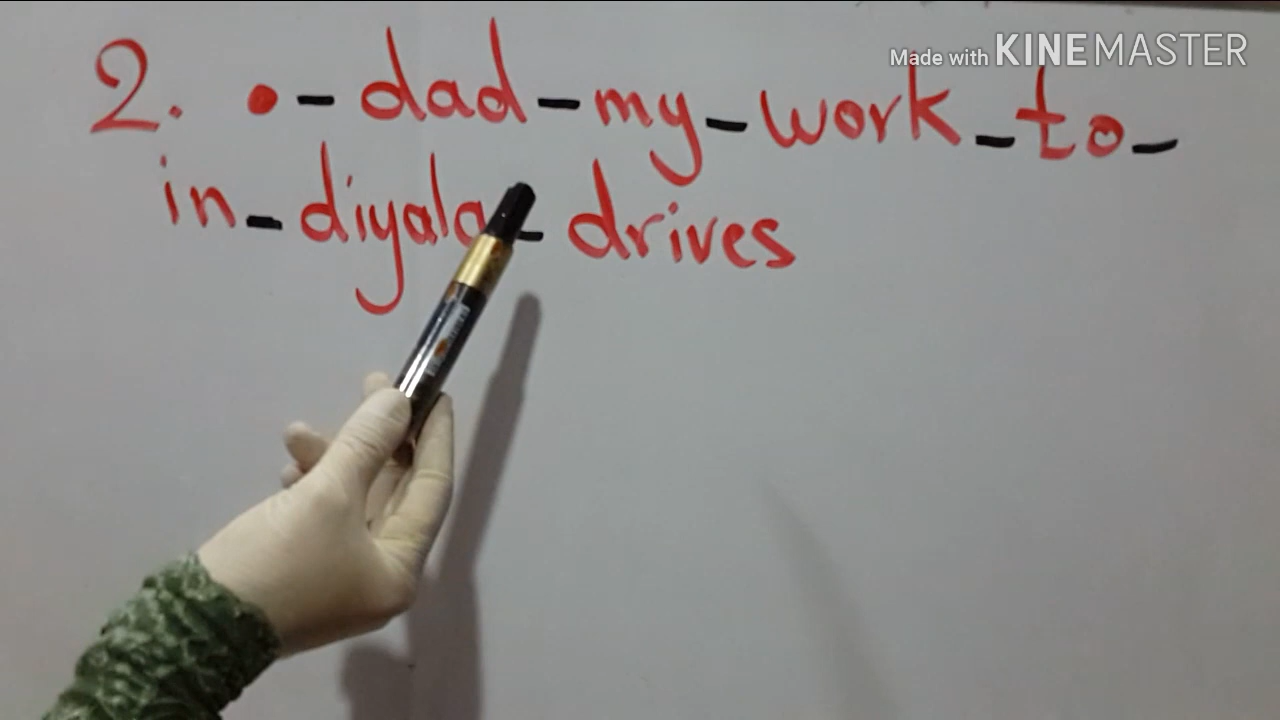 Made with KINEMASTER
2. • - dad - my - work - to -
in - diyala - drives